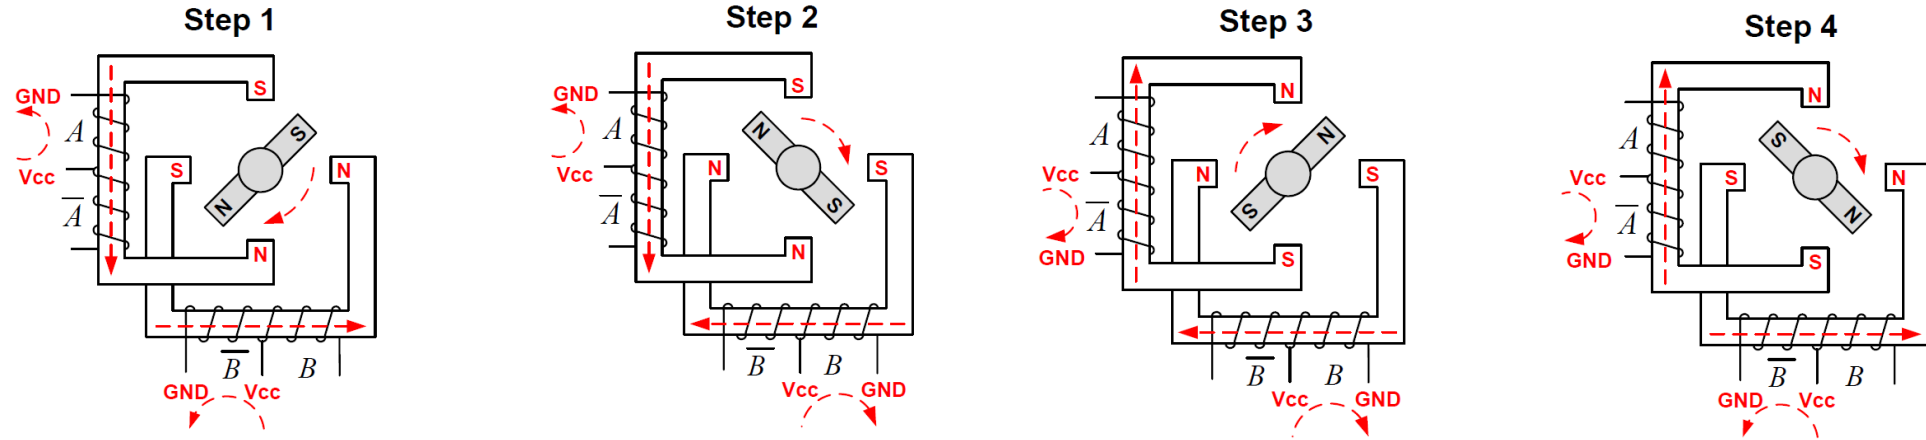 Step 1
GND
A
Vcc
A̅
S
S
N
S
N
N
B̅
B
GND
Vcc
Step 2
GND
A
Vcc
A̅
S
N
S
N
S
N
B̅
B
Vcc
GND
Step 3
A
Vcc
A̅
GND
N
N
S
N
S
S
B̅
B
Vcc
GND
Step 4
A
Vcc
A̅
GND
N
S
N
S
N
S
B̅
B
GND
Vcc